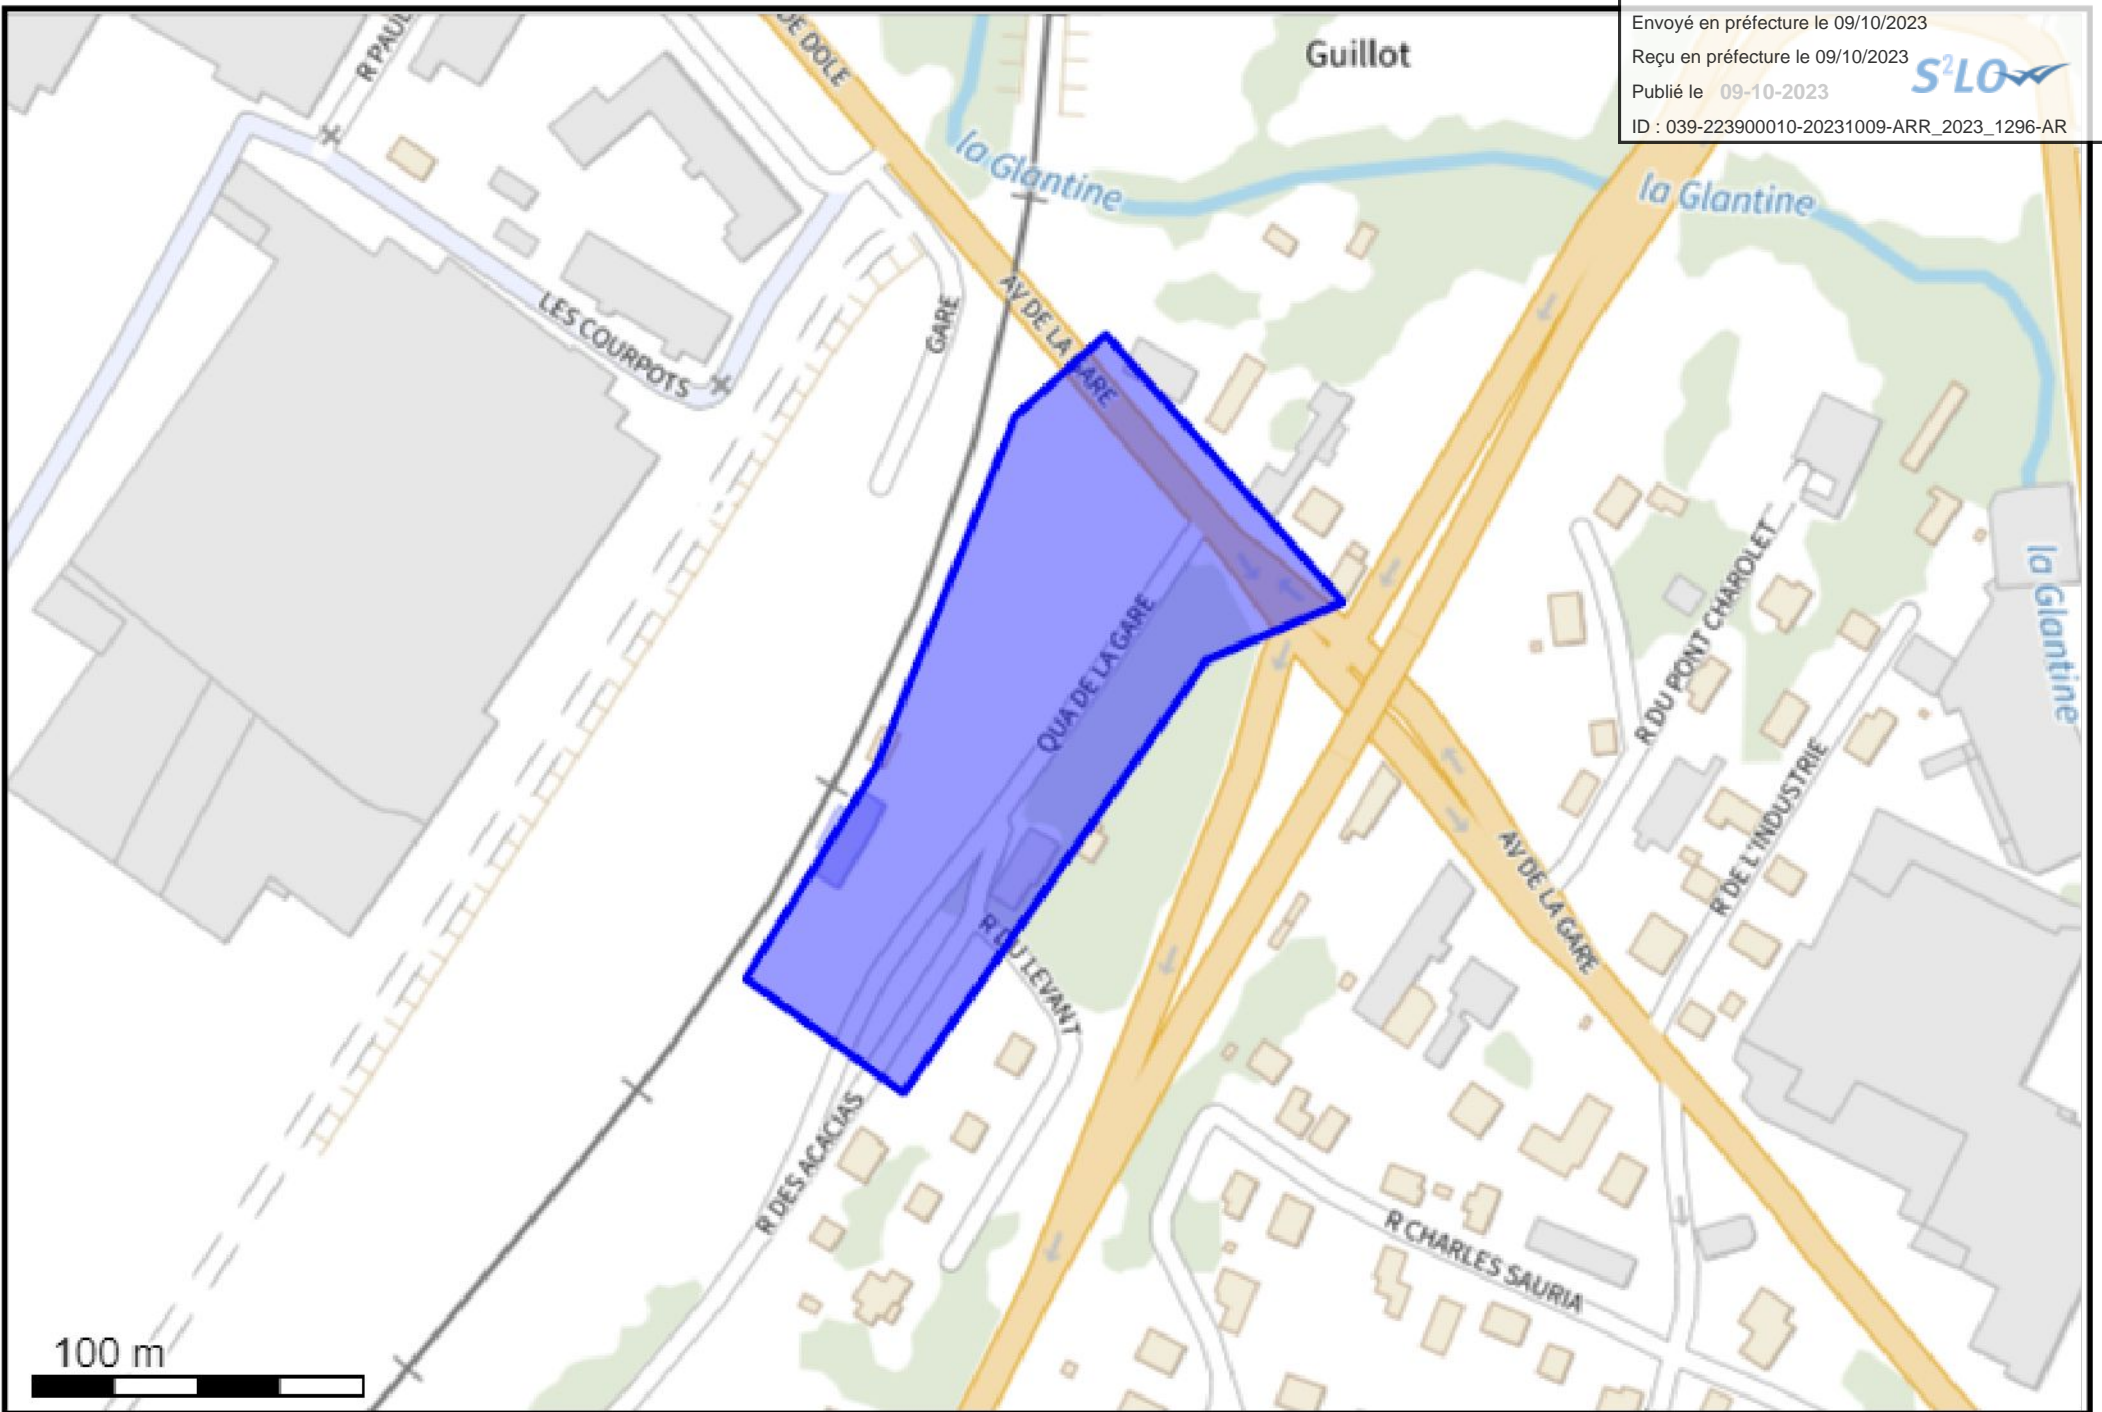 Envoyé en préfecture le 09/10/2023
Reçu en préfecture le 09/10/2023
S²LO
Publié le 09-10-2023
ID : 039-223900010-20231009-ARR_2023_1296-AR
R PAUL
DE DOLE
Guillot
la Glantine
la Glantine
AV DE LA GARE
GARE
LES COURPOTS
QUA DE LA GARE
R DU PONT CHAROLET
la Glantine
R DE L'INDUSTRIE
AV DE LA GARE
R DU LEVANT
R DES ACACIAS
R CHARLES SAURIA
100 m